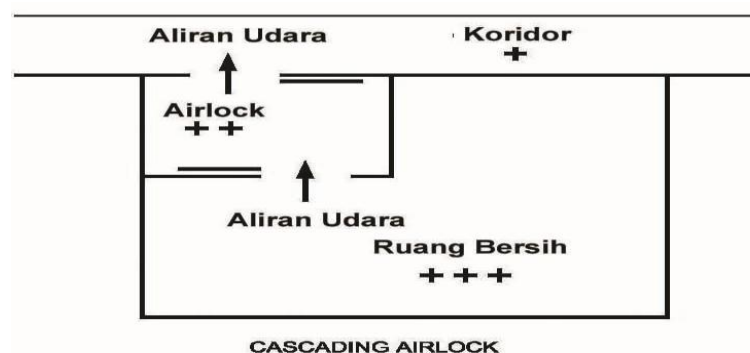 Aliran Udara
Koridor
+
Airlock
+ +
Aliran Udara
Ruang Bersih
+ + +
CASCADING AIRLOCK